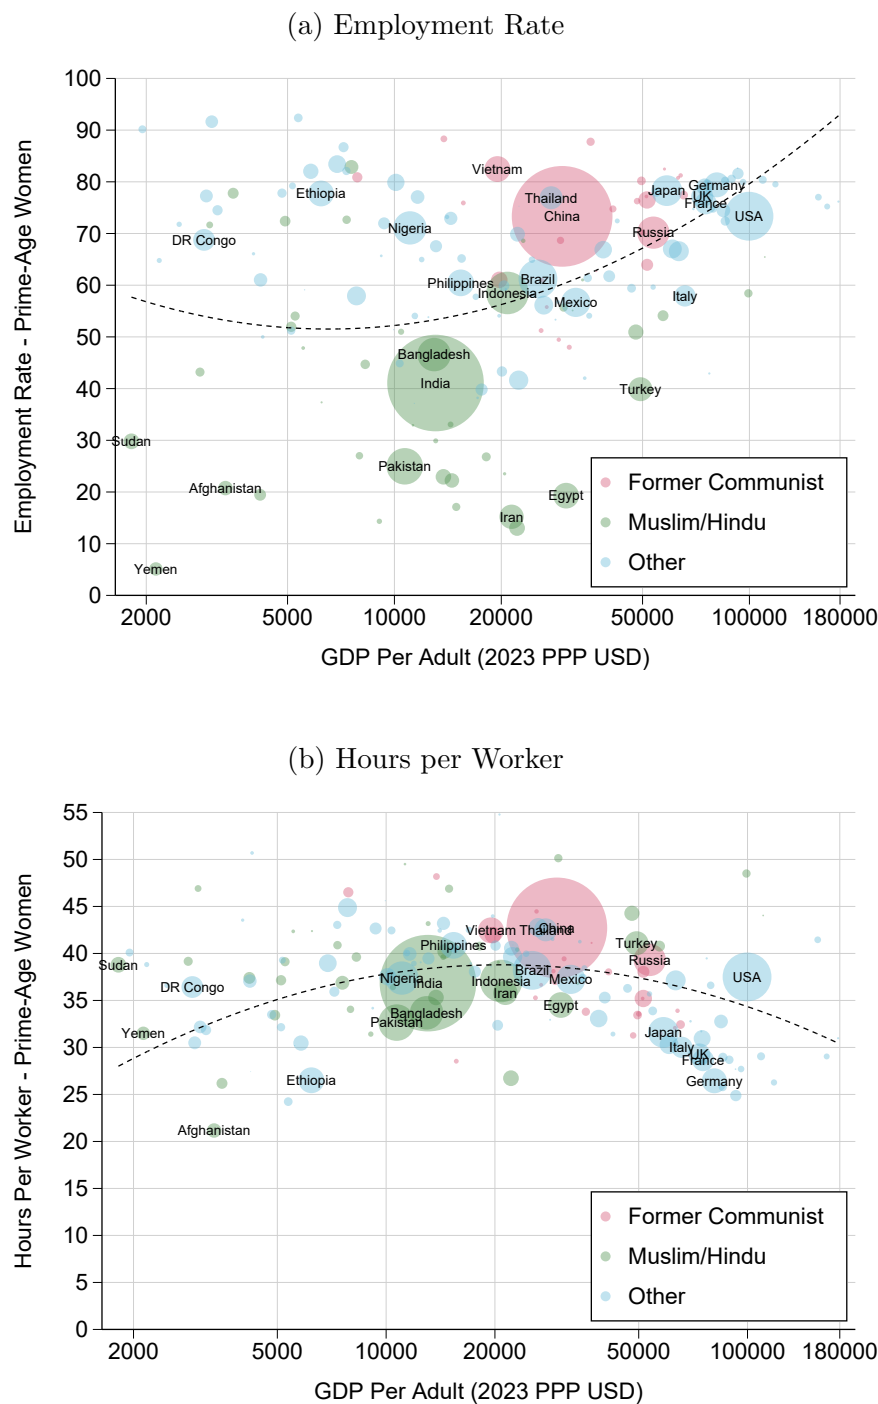 (a) Employment Rate
Employment Rate - Prime-Age Women
100
90
80
70
60
50
40
30
20
10
0
Vietnam
Thailand
China
Ethiopia
Nigeria
DR Congo
Japan
Germany
UK
France
USA
Russia
Philippines
Indonesia
Brazil
Mexico
Italy
Bangladesh
India
Turkey
Sudan
Pakistan
Afghanistan
Egypt
Iran
Yemen
Former Communist
Muslim/Hindu
Other
2000 5000 10000 20000 50000 100000 180000
GDP Per Adult (2023 PPP USD)
(b) Hours per Worker
Hours Per Worker - Prime-Age Women
55
50
45
40
35
30
25
20
15
10
5
0
Vietnam Thailand
China
Philippines
Turkey
Russia
Sudan
DR Congo
Nigeria
India
Indonesia
Iran
Brazil
Mexico
USA
Egypt
Bangladesh
Pakistan
Yemen
Japan
Italy
UK
France
Germany
Ethiopia
Afghanistan
Former Communist
Muslim/Hindu
Other
2000 5000 10000 20000 50000 100000 180000
GDP Per Adult (2023 PPP USD)